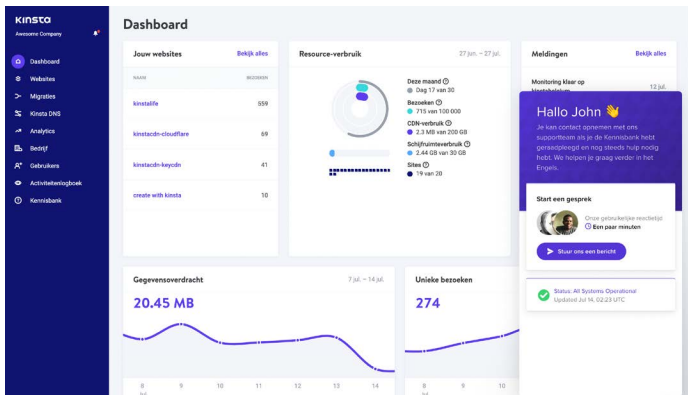 Kinsta
Awesome Company
Dashboard
Websites
Migraties
Kinsta DNS
Analytics
Bedrijf
Gebruikers
Activiteitenlogboek
Kennisbank
Dashboard
Jouw websites
Bekijk alles
NAAM
BEZOEKEN
kinstalife
559
kinstacdn-cloudflare
69
kinstacdn-keycdn
41
create with kinsta
10
Resource-verbruik
27 jun. – 27 jul.
Deze maand
Dag 17 van 30
Bezoeken
715 van 100 000
CDN-verbruik
2.3 MB van 200 GB
Schijfruimteverbruik
2.44 GB van 30 GB
Sites
19 van 20
Meldingen
Bekijk alles
Monitoring klaar op
12 jul.
Hallo John 👋
Je kan contact opnemen met ons
supportteam als je de Kennisbank hebt
geraadpleegd en nog steeds hulp nodig
hebt. We helpen je graag verder in het
Engels.
Start een gesprek
Onze gebruikelijke reactietijd
Een paar minuten
Stuur ons een bericht
Status: All Systems Operational
Updated Jul 14, 02:23 UTC
Gegevensoverdracht
7 jul. – 14 jul.
20.45 MB
8 9 10 11 12 13 14
Unieke bezoeken
274
8 9 10